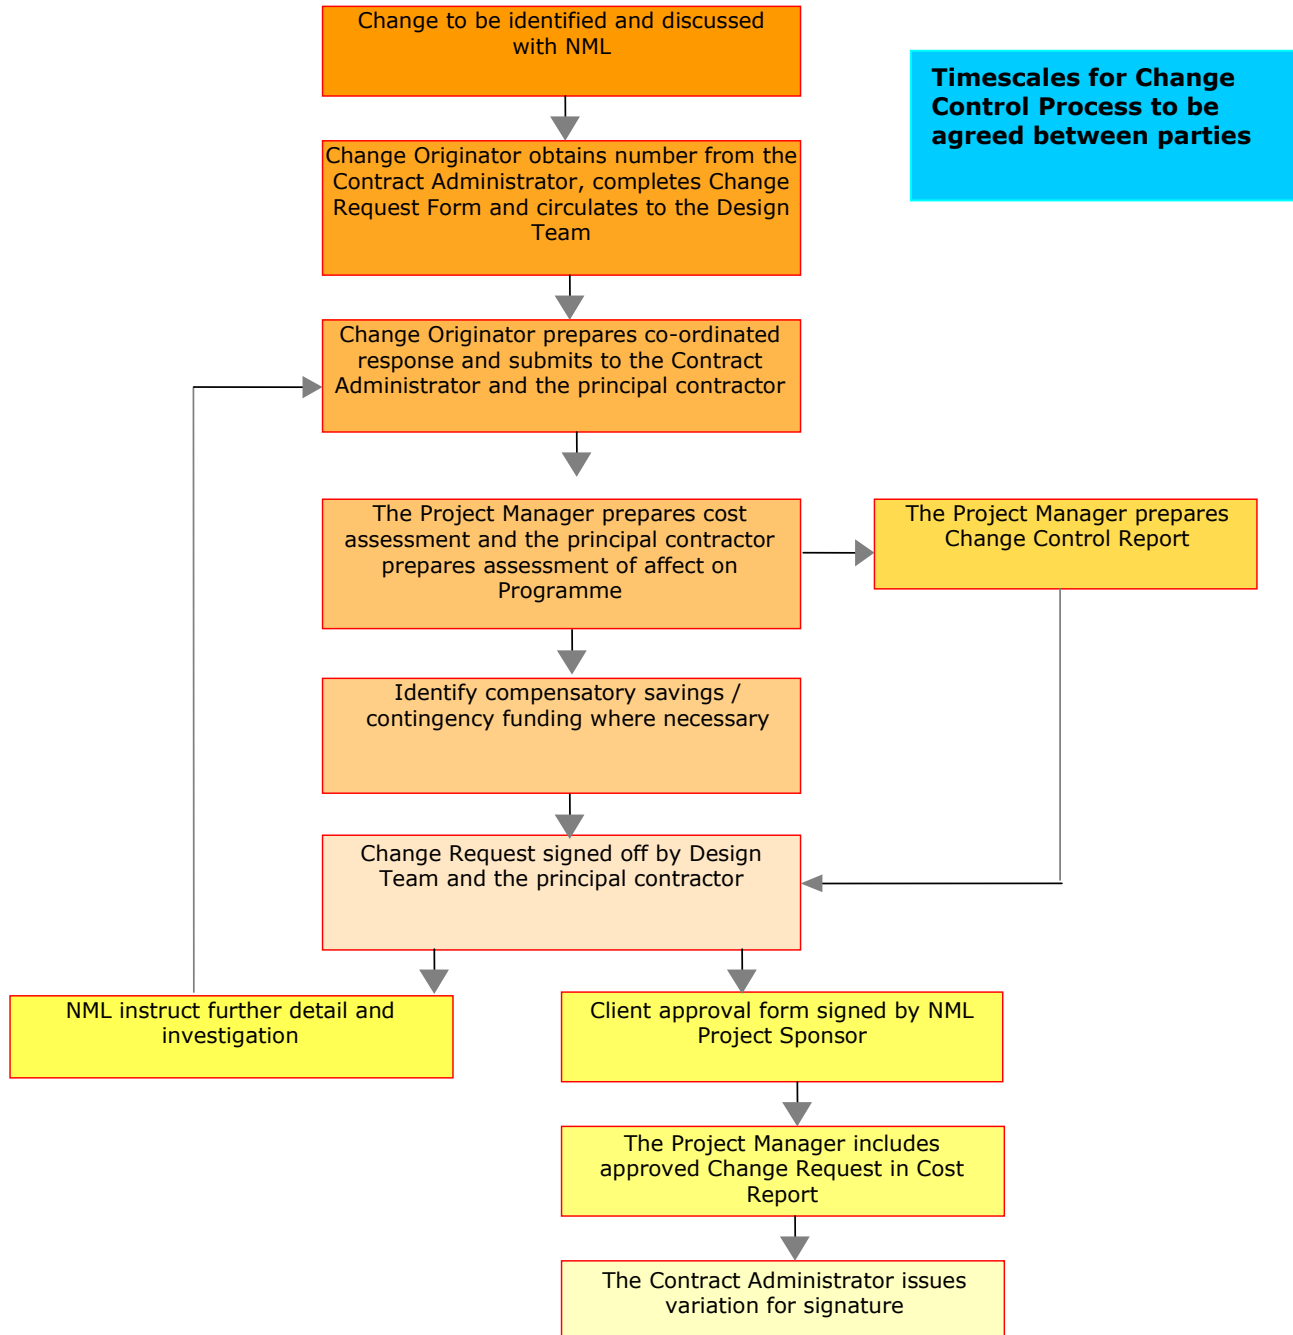 Change to be identified and discussed
with NML
Timescales for Change
Control Process to be
agreed between parties
Change Originator obtains number from the
Contract Administrator, completes Change
Request Form and circulates to the Design
Team
Change Originator prepares co-ordinated
response and submits to the Contract
Administrator and the principal contractor
The Project Manager prepares cost
assessment and the principal contractor
prepares assessment of affect on
Programme
The Project Manager prepares
Change Control Report
Identify compensatory savings /
contingency funding where necessary
Change Request signed off by Design
Team and the principal contractor
NML instruct further detail and
investigation
Client approval form signed by NML
Project Sponsor
The Project Manager includes
approved Change Request in Cost
Report
The Contract Administrator issues
variation for signature